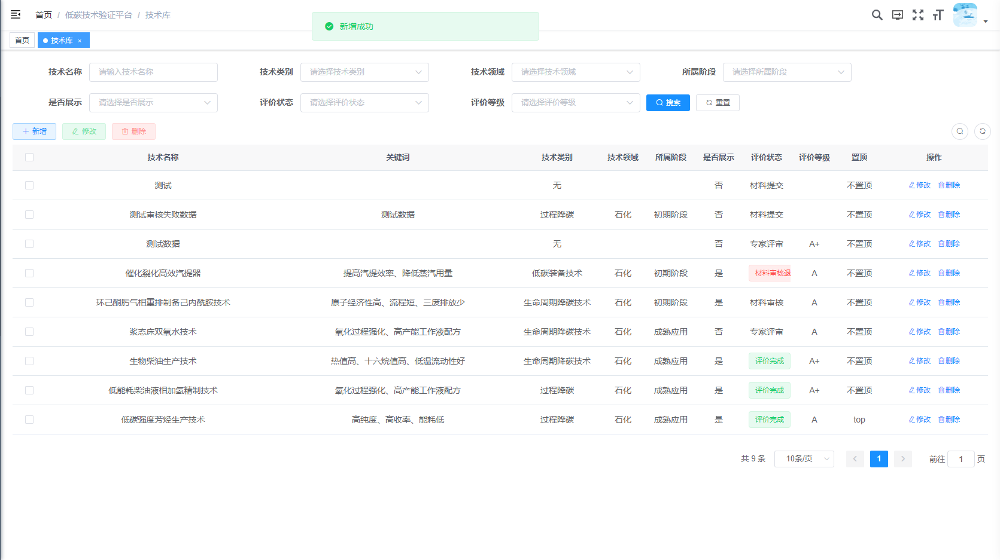 首页 / 低碳技术验证平台 / 技术库
新增成功
首页 技术库 ×
技术名称 请输入技术名称 技术类别 请选择技术类别 技术领域 请选择技术领域 所属阶段 请选择所属阶段
是否展示 请选择是否展示 评价状态 请选择评价状态 评价等级 请选择评价等级 搜索 重置
新增 修改 删除
技术名称 关键词 技术类别 技术领域 所属阶段 是否展示 评价状态 评价等级 置顶 操作
测试 无 否 材料提交 不置顶 修改 删除
测试审核失败数据 测试数据 过程降碳 石化 初期阶段 否 材料提交 不置顶 修改 删除
测试数据 无 否 专家评审 A+ 不置顶 修改 删除
催化裂化高效汽提器 提高汽提效率、降低蒸汽用量 低碳装备技术 石化 初期阶段 是 材料审核退 A 不置顶 修改 删除
环己酮肟气相重排制备己内酰胺技术 原子经济性高、流程短、三废排放少 生命周期降碳技术 石化 初期阶段 是 材料审核 A 不置顶 修改 删除
浆态床双氧水技术 氧化过程强化、高产能工作液配方 生命周期降碳技术 石化 成熟应用 否 专家评审 A 不置顶 修改 删除
生物柴油生产技术 热值高、十六烷值高、低温流动性好 生命周期降碳技术 石化 成熟应用 是 评价完成 A+ 不置顶 修改 删除
低能耗柴油液相加氢精制技术 氧化过程强化、高产能工作液配方 过程降碳 石化 成熟应用 是 评价完成 A+ 不置顶 修改 删除
低碳强度芳烃生产技术 高纯度、高收率、能耗低 过程降碳 石化 成熟应用 是 评价完成 A top 修改 删除
共 9 条 10条/页 1 前往 1 页